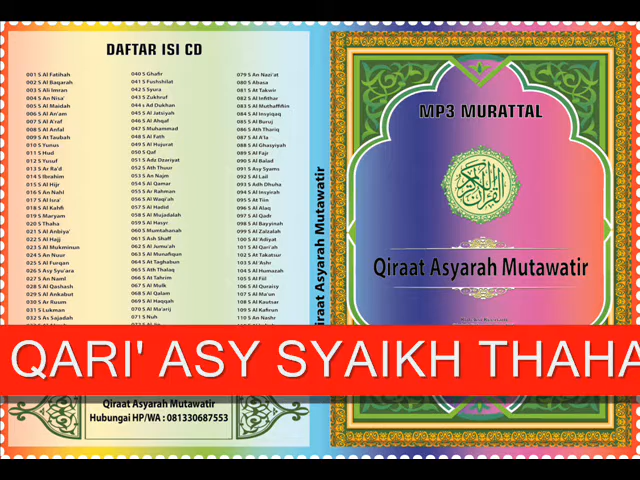 DAFTAR ISI CD
001 S Al Fatihah
002 S Al Baqarah
003 S Ali Imran
004 S An Nisa'
005 S Al Maidah
006 S An'am
007 S Al A'raf
008 S Al Anfal
009 S At Taubah
010 S Yunus
011 S Hud
012 S Yusuf
013 S Ar Ra'd
014 S Ibrahim
015 S Al Hijr
016 S An Nahl
017 S Al Isra'
018 S Al Kahfi
019 S Maryam
020 S Thaha
021 S Al Anbiya'
022 S Al Hajj
023 S Al Mukminun
024 S An Nuur
025 S Al Furqan
026 S Asy Syu'ara
027 S An Naml
028 S Al Qashash
029 S Al Ankabut
030 S Ar Ruum
031 S Lukman
032 S As Sajadah
040 S Ghafir
041 S Fushshilat
042 S Syura
043 S Zukhruf
044 s Ad Dukhan
045 S Al Jatsiyah
046 S Al Ahqaf
047 S Muhammad
048 S Al Fath
049 S Al Hujurat
050 S Qaf
051 S Adz Dzariyat
052 S Ath Thuur
053 S An Najm
054 S Al Qamar
055 S Ar Rahman
056 S Al Waqi'ah
057 S Al Hadid
058 S Al Mujadalah
059 S Al Hasyr
060 S Mumtahanah
061 S Ash Shaff
062 S Al Jumu'ah
063 S Al Munafiqun
064 S At Taghabun
065 S Ath Thalaq
066 S At Tahrim
067 S Al Mulk
068 S Al Qalam
069 S Al Haqqah
070 S Al Ma'arij
071 S Nuh
079 S An Nazi'at
080 S Abasa
081 S At Takwir
082 S Al Infithar
083 S Al Muthaffifin
084 S Al Insyiqaq
085 S Al Buruj
086 S Ath Thariq
087 S Al A'la
088 S Al Ghasyiyah
089 S Al Fajr
090 S Al Balad
091 S Asy Syams
092 S Al Lail
093 S Adh Dhuha
094 S Al Insyirah
095 S At Tiin
096 S Al Alaq
097 S Al Qadr
098 S Al Bayyinah
099 S Al Zalzalah
100 S Al 'Adiyat
101 S Al Qari'ah
102 S At Takatsur
103 S Al 'Ashr
104 S Al Humazah
105 S Al Fiil
106 S Al Quraisy
107 S Al Ma'un
108 S Al Kautsar
109 S Al Kafirun
110 S An Nashr
Qiraat Asyarah Mutawatir
Hubungai HP/WA : 081330687553
iraat Asyarah Mutawatir
MP3 MURATTAL
القرآن الكريم
Qiraat Asyarah Mutawatir
QARI' ASY SYAIKH THAHA